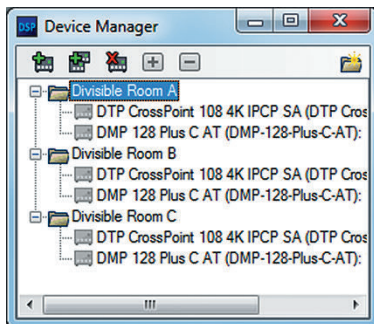 DSP Device Manager
Divisible Room A
DTP CrossPoint 108 4K IPCP SA (DTP Cros
DMP 128 Plus C AT (DMP-128-Plus-C-AT):
Divisible Room B
DTP CrossPoint 108 4K IPCP SA (DTP Cros
DMP 128 Plus C AT (DMP-128-Plus-C-AT):
Divisible Room C
DTP CrossPoint 108 4K IPCP SA (DTP Cros
DMP 128 Plus C AT (DMP-128-Plus-C-AT):